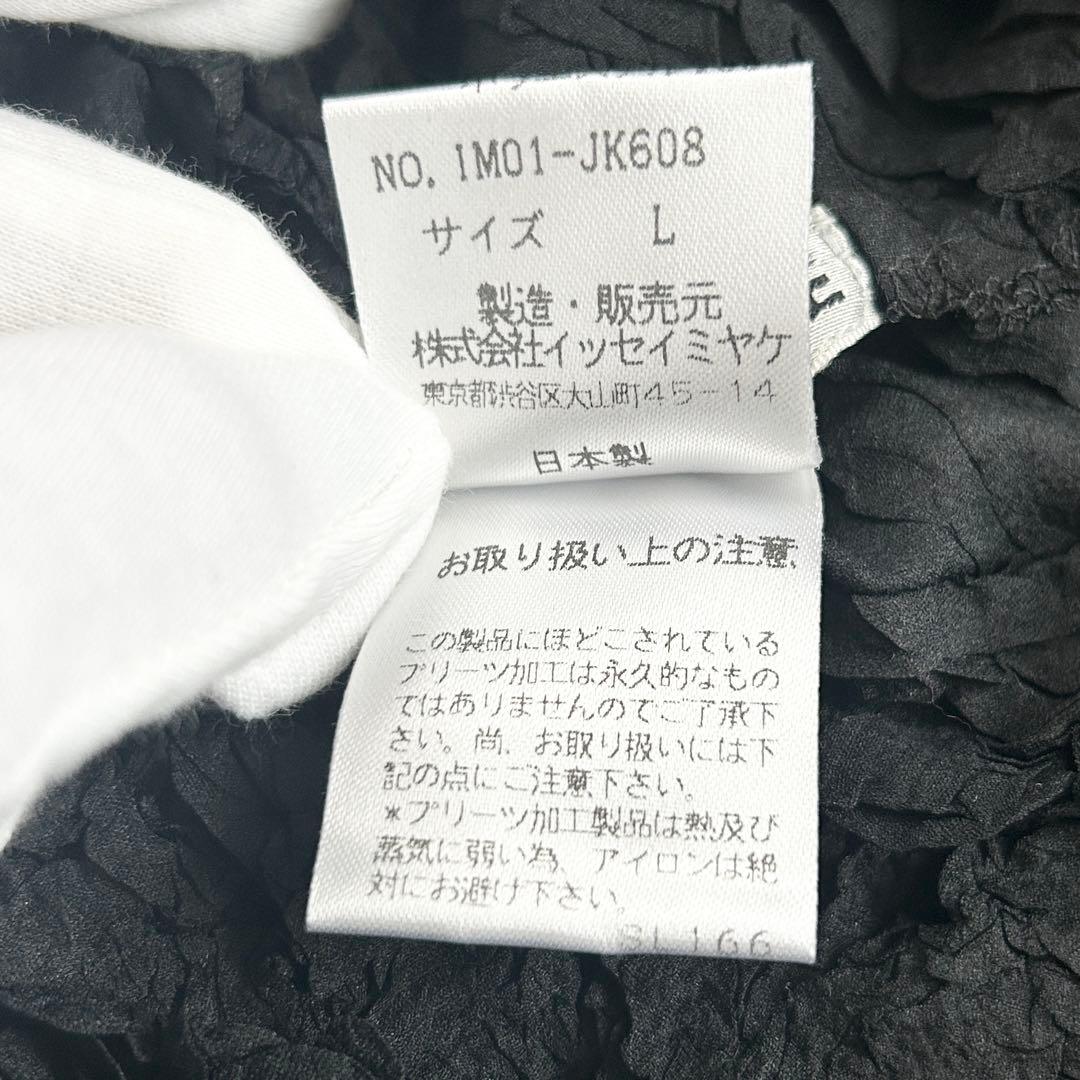 NO. IM01-JK608
サイズ L
製造・販売元
株式会社イッセイミヤケ
東京都渋谷区大山町45-14
日本製
お取り扱い上の注意
この製品にほどこされている
プリーツ加工は永久的なもの
ではありませんのでご了承下
さい。尚、お取り扱いには下
記の点にご注意下さい。
*プリーツ加工製品は熱及び
蒸気に弱い為、アイロンは絶
対にお避け下さい。